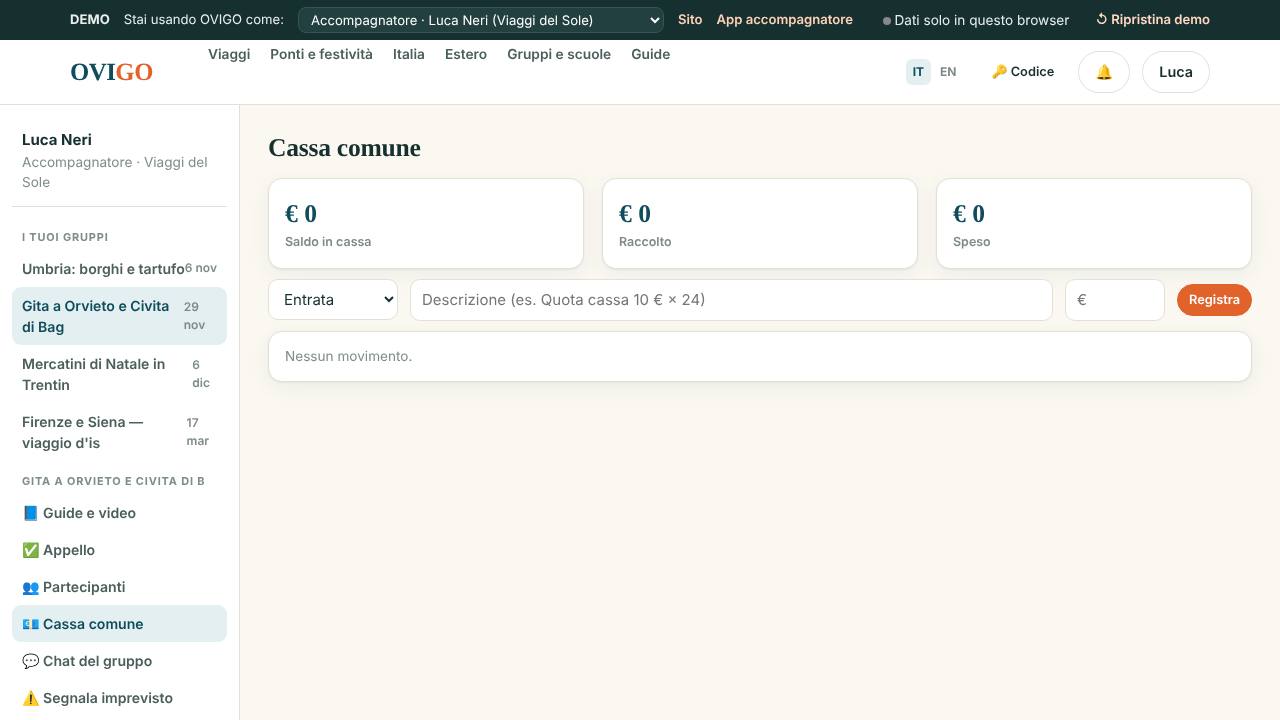 DEMO Stai usando OVIGO come: Accompagnatore · Luca Neri (Viaggi del Sole) Sito App accompagnatore Dati solo in questo browser ↺ Ripristina demo
OVIGO Viaggi Ponti e festività Italia Estero Gruppi e scuole Guide IT EN 🔑 Codice 🔔 Luca
Luca Neri
Accompagnatore · Viaggi del
Sole
I TUOI GRUPPI
Umbria: borghi e tartufo 6 nov
Gita a Orvieto e Civita
di Bag
29
nov
Mercatini di Natale in
Trentin
6
dic
Firenze e Siena —
viaggio d'is
17
mar
GITA A ORVIETO E CIVITA DI B
📘 Guide e video
✅ Appello
👥 Partecipanti
💶 Cassa comune
💬 Chat del gruppo
⚠️ Segnala imprevisto
Cassa comune
€ 0
Saldo in cassa
€ 0
Raccolto
€ 0
Speso
Entrata Descrizione (es. Quota cassa 10 € × 24) € Registra
Nessun movimento.